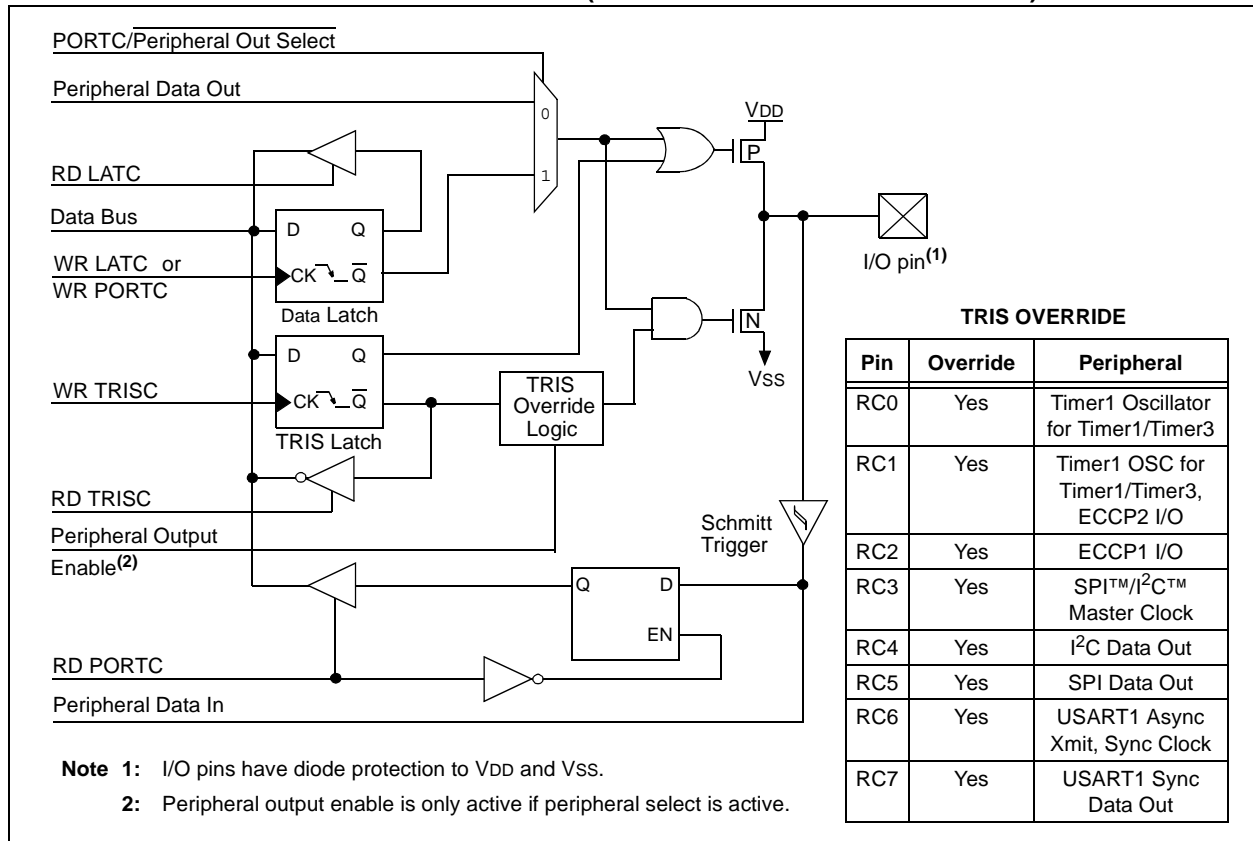 PORTC/Peripheral Out Select
Peripheral Data Out
0
VDD
P
RD LATC
1
Data Bus
D Q
WR LATC or
WR PORTC
CK Q
Data Latch
I/O pin(1)
N
D Q
WR TRISC
CK Q
TRIS Latch
TRIS
Override
Logic
VSS
RD TRISC
Peripheral Output
Enable(2)
Schmitt
Trigger
Q D
EN
RD PORTC
Peripheral Data In
TRIS OVERRIDE
Pin Override Peripheral
RC0 Yes Timer1 Oscillator
for Timer1/Timer3
RC1 Yes Timer1 OSC for
Timer1/Timer3,
ECCP2 I/O
RC2 Yes ECCP1 I/O
RC3 Yes SPI™/I²C™
Master Clock
RC4 Yes I²C Data Out
RC5 Yes SPI Data Out
RC6 Yes USART1 Async
Xmit, Sync Clock
RC7 Yes USART1 Sync
Data Out
Note 1: I/O pins have diode protection to VDD and VSS.
2: Peripheral output enable is only active if peripheral select is active.